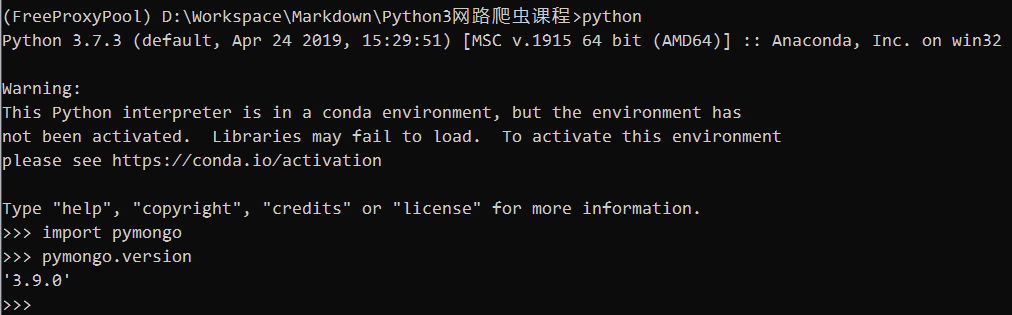 (FreeProxyPool) D:\Workspace\Markdown\Python3网路爬虫课程>python
Python 3.7.3 (default, Apr 24 2019, 15:29:51) [MSC v.1915 64 bit (AMD64)] :: Anaconda, Inc. on win32
Warning:
This Python interpreter is in a conda environment, but the environment has
not been activated.  Libraries may fail to load.  To activate this environment
please see https://conda.io/activation
Type "help", "copyright", "credits" or "license" for more information.
>>> import pymongo
>>> pymongo.version
'3.9.0'
>>>